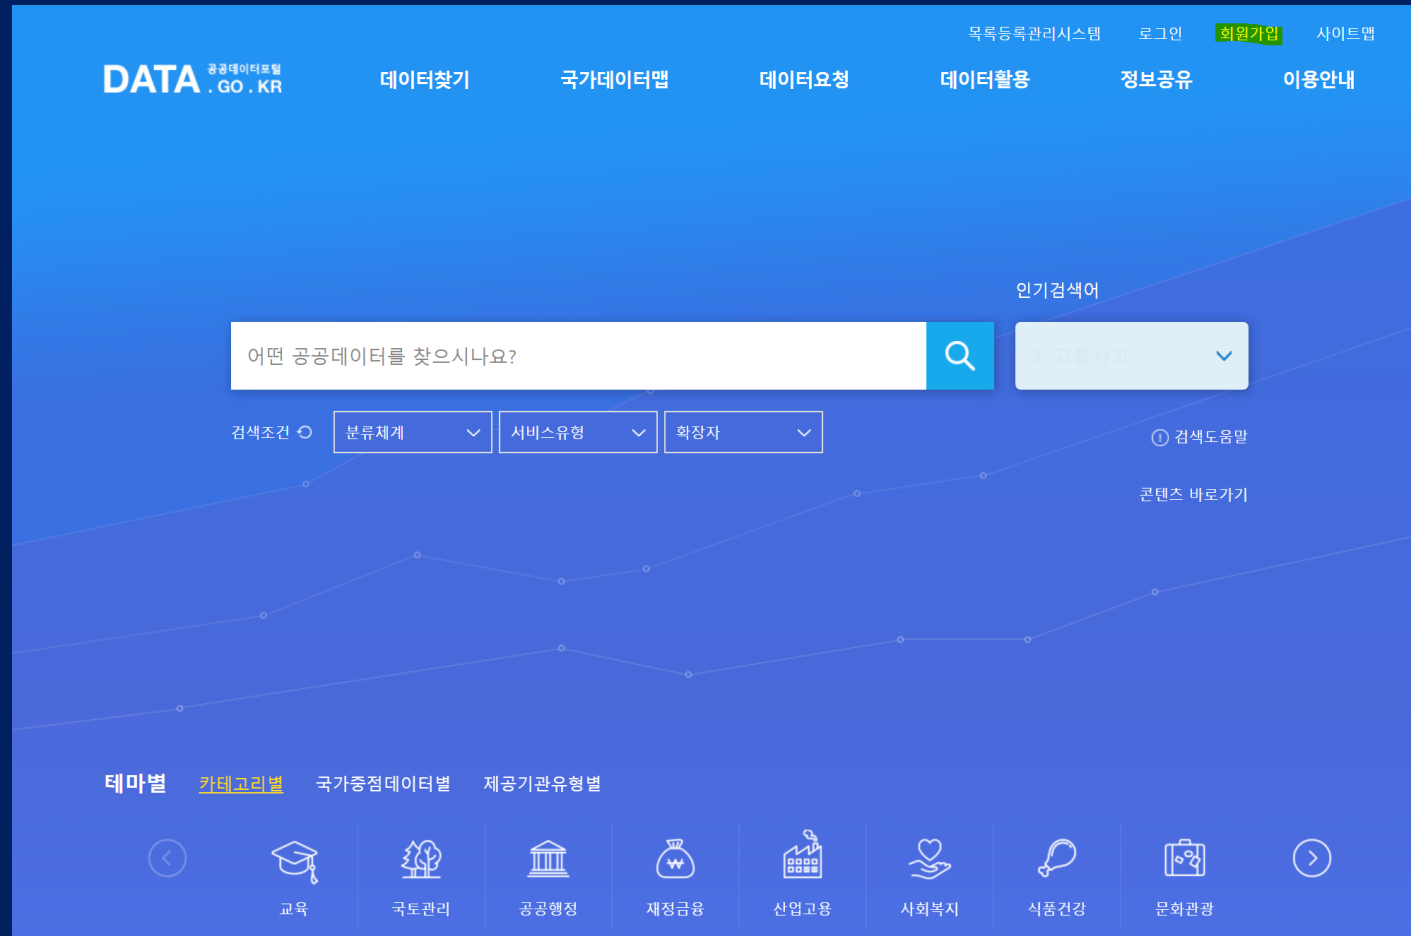 목록등록관리시스템 로그인 회원가입 사이트맵
DATA 공공데이터포털
.GO.KR
데이터찾기 국가데이터맵 데이터요청 데이터활용 정보공유 이용안내
인기검색어
어떤 공공데이터를 찾으시나요?
3. 교통사고
검색조건 분류체계 서비스유형 확장자
검색도움말
콘텐츠 바로가기
테마별 카테고리별 국가중점데이터별 제공기관유형별
교육 국토관리 공공행정 재정금융 산업고용 사회복지 식품건강 문화관광